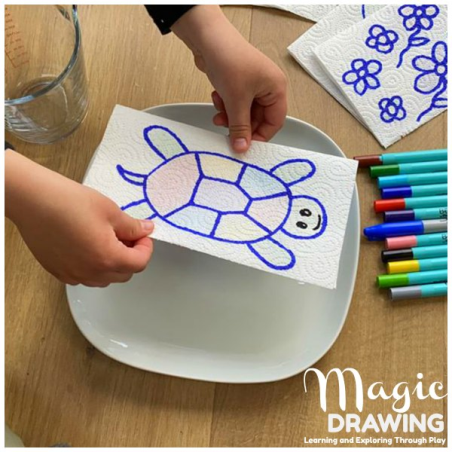 Magic
DRAWING
Learning and Exploring Through Play